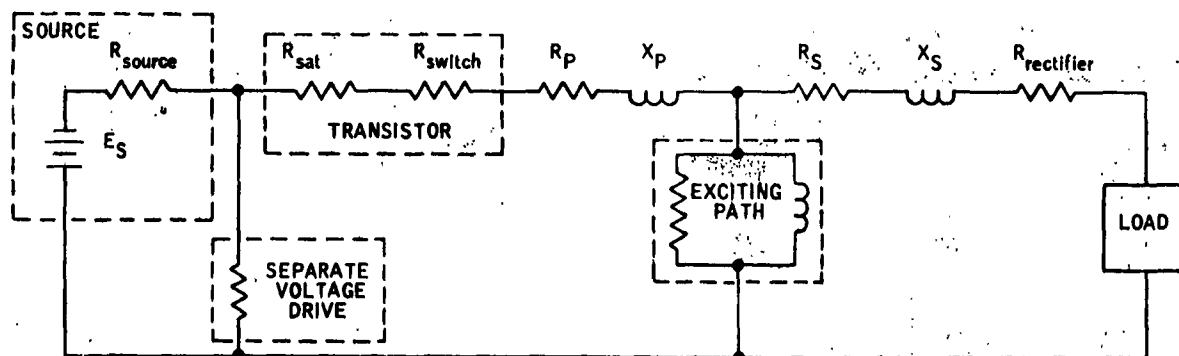 SOURCE
R_source
E_S
R_sat
R_switch
TRANSISTOR
R_P
X_P
R_S
X_S
R_rectifier
EXCITING
PATH
LOAD
SEPARATE
VOLTAGE
DRIVE